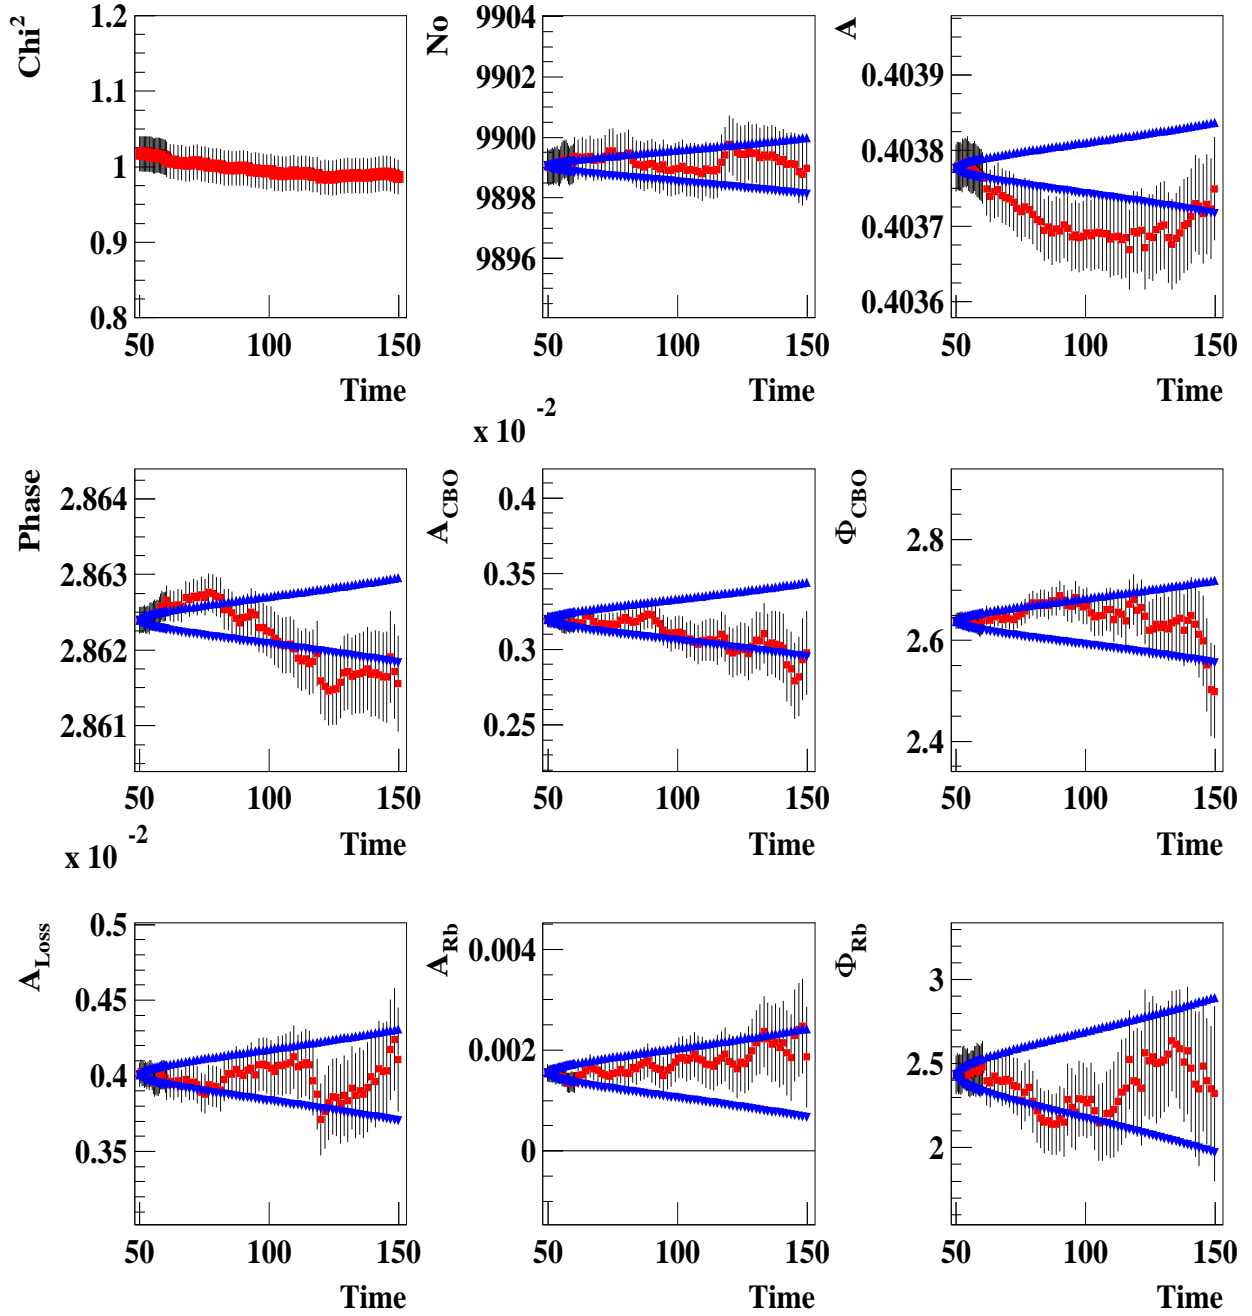 Chi²
1.2
1.1
1
0.9
0.8
50 100 150
Time
No
9904
9902
9900
9898
9896
50 100 150
Time
A
0.4039
0.4038
0.4037
0.4036
50 100 150
Time
Phase
2.864
2.863
2.862
2.861
50 100 150
Time
x 10 -2
A_CBO
0.4
0.35
0.3
0.25
50 100 150
Time
Φ_CBO
2.8
2.6
2.4
50 100 150
Time
x 10 -2
A_Loss
0.5
0.45
0.4
0.35
50 100 150
Time
A_Rb
0.004
0.002
0
50 100 150
Time
Φ_Rb
3
2.5
2
50 100 150
Time